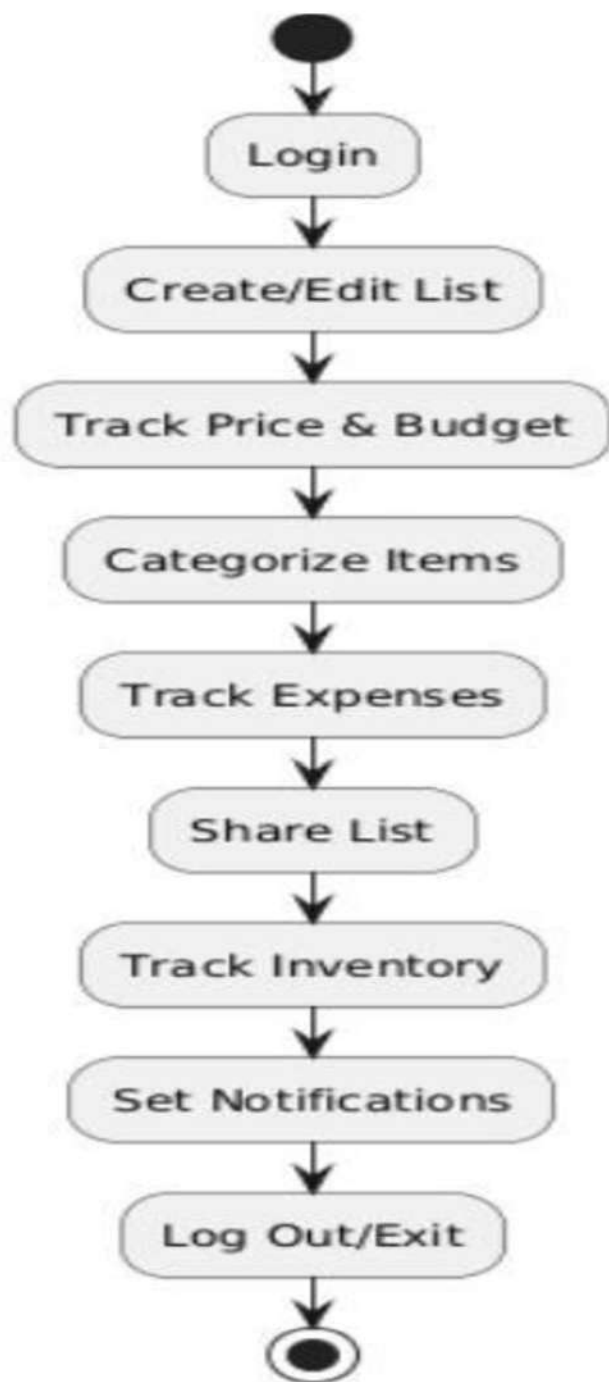 Login
Create/Edit List
Track Price & Budget
Categorize Items
Track Expenses
Share List
Track Inventory
Set Notifications
Log Out/Exit